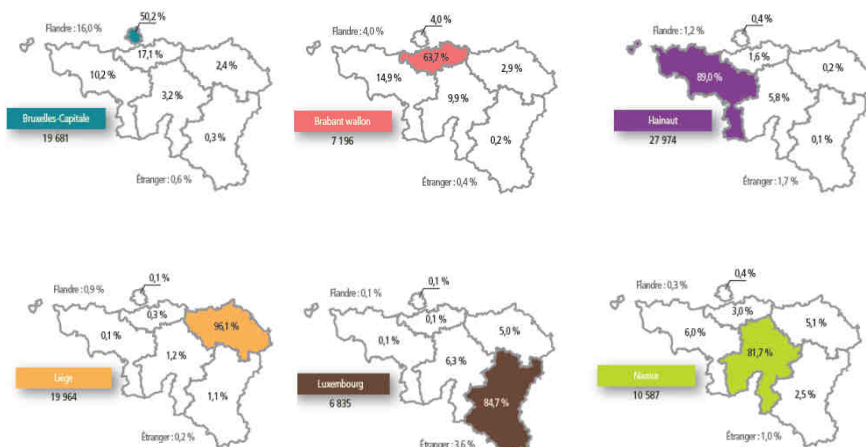 50,2 %
Flandre : 16,0 %
17,1 %
10,2 %
2,4 %
3,2 %
0,3 %
Bruxelles-Capitale
19 681
Étranger : 0,6 %
4,0 %
Flandre : 4,0 %
63,7 %
14,9 %
2,9 %
9,9 %
0,2 %
Brabant wallon
7 196
Étranger : 0,4 %
0,4 %
Flandre : 1,2 %
1,6 %
0,2 %
89,0 %
5,8 %
0,1 %
Hainaut
27 974
Étranger : 1,7 %
0,1 %
Flandre : 0,9 %
0,3 %
0,1 %
96,1 %
1,2 %
1,1 %
Liège
19 964
Étranger : 0,2 %
0,1 %
Flandre : 0,1 %
0,1 %
0,1 %
5,0 %
6,3 %
84,7 %
Luxembourg
6 835
Étranger : 3,6 %
0,4 %
Flandre : 0,3 %
3,0 %
6,0 %
5,1 %
81,7 %
2,5 %
Namur
10 587
Étranger : 1,0 %